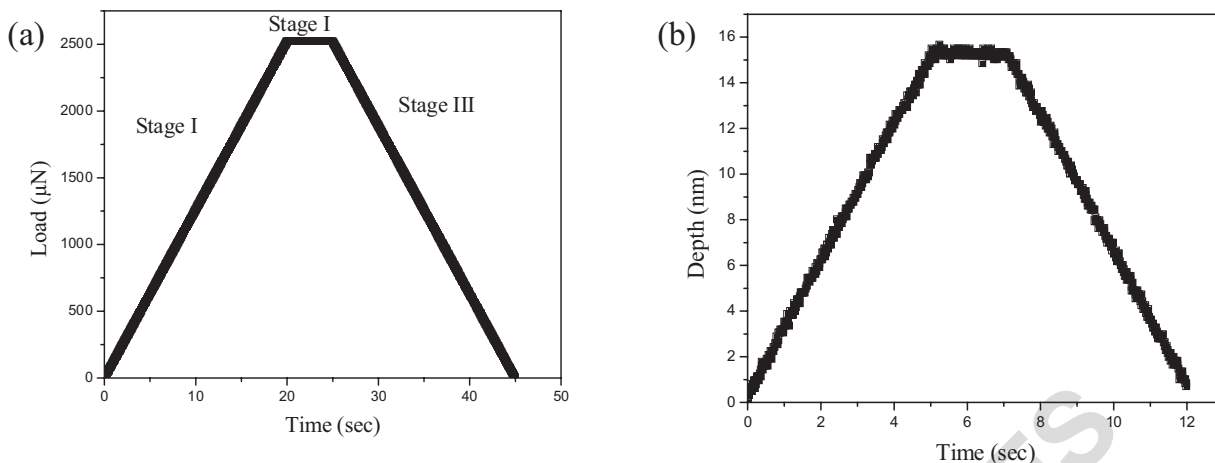 (a)
Stage I
Stage I
Stage III
Load (μN)
2500
2000
1500
1000
500
0
0 10 20 30 40 50
Time (sec)
(b)
Depth (nm)
16
14
12
10
8
6
4
2
0
0 2 4 6 8 10 12
Time (sec)